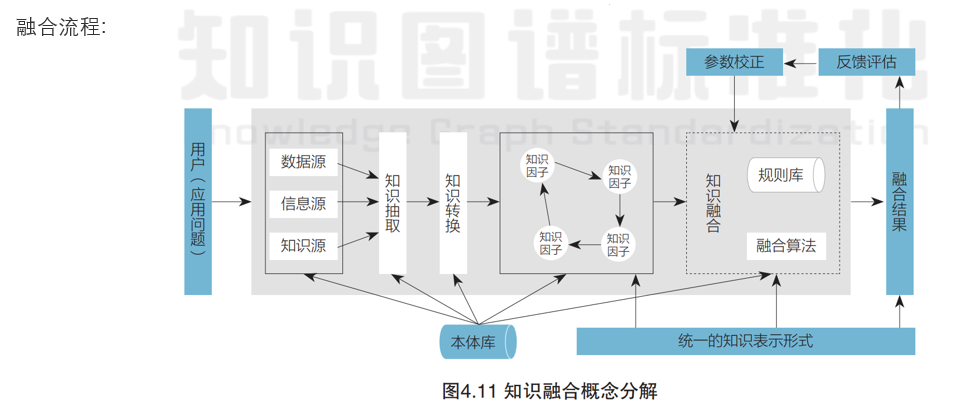 融合流程:
知识图谱标准化
Knowledge Graph Standardization
参数校正
反馈评估
用户（应用问题）
数据源
信息源
知识源
知识抽取
知识转换
知识
因子
知识
因子
知识
因子
知识
因子
知识融合
规则库
融合算法
融合结果
本体库
统一的知识表示形式
图4.11 知识融合概念分解